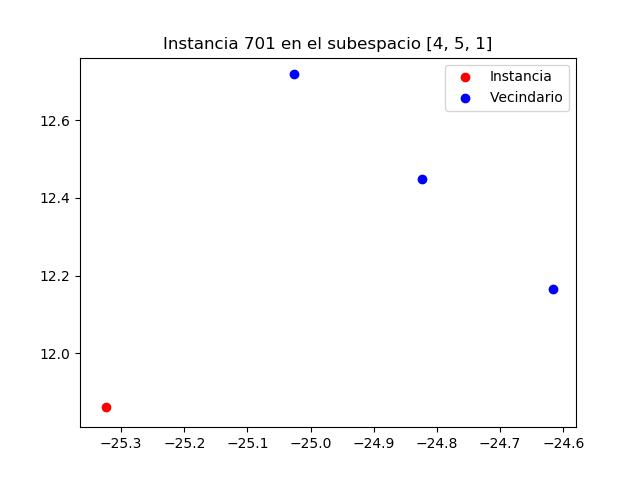 Instancia 701 en el subespacio [4, 5, 1]
Instancia
Vecindario
12.6
12.4
12.2
12.0
−25.3 −25.2 −25.1 −25.0 −24.9 −24.8 −24.7 −24.6